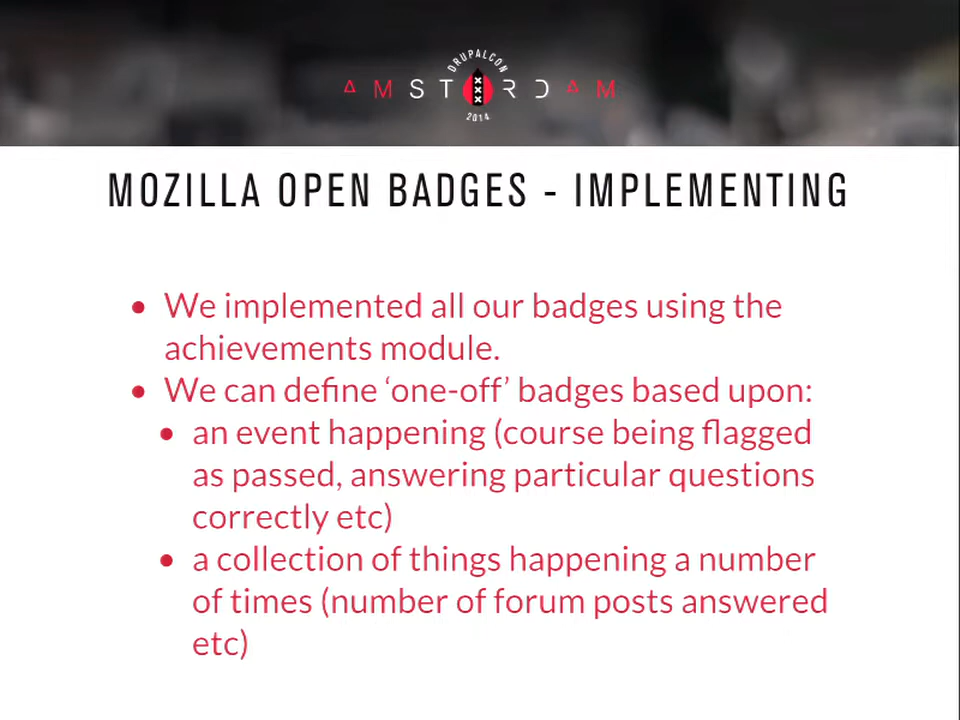 DRUPALCON
AMSTERDAM
2014
MOZILLA OPEN BADGES - IMPLEMENTING
• We implemented all our badges using the
achievements module.
• We can define ‘one-off’ badges based upon:
• an event happening (course being flagged
as passed, answering particular questions
correctly etc)
• a collection of things happening a number
of times (number of forum posts answered
etc)